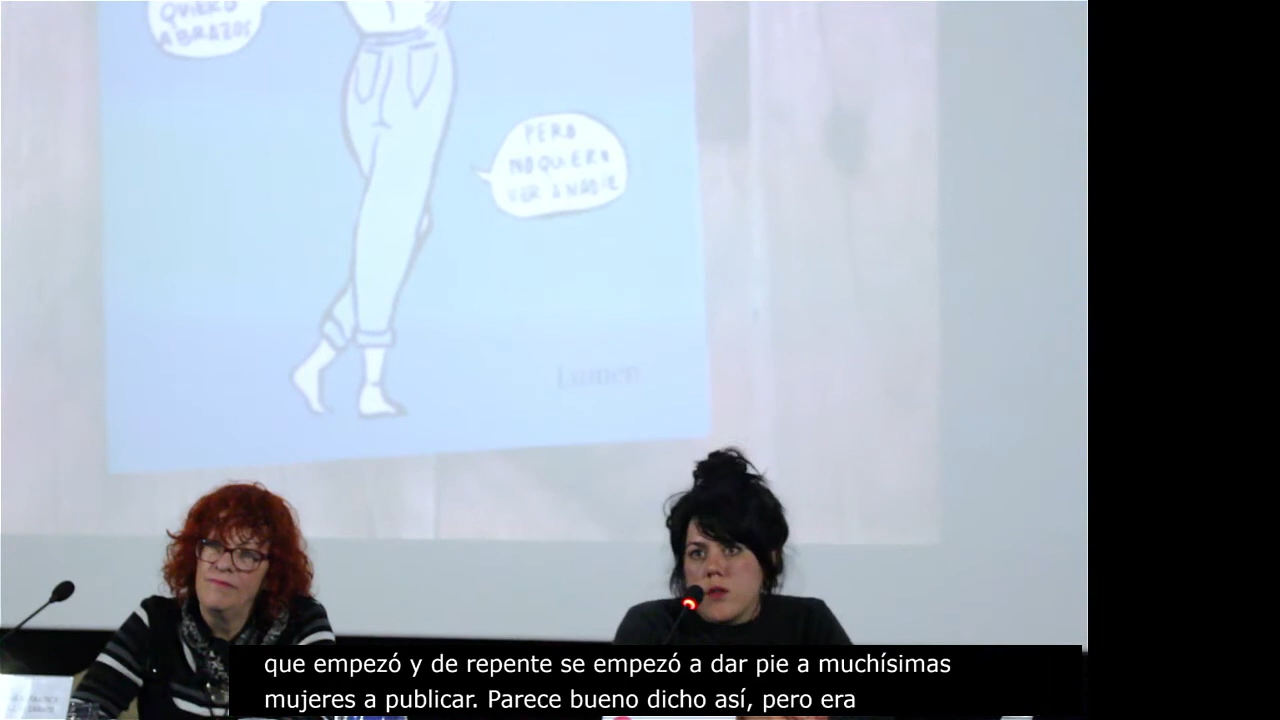 QUIERO
ABRAZOS
PERO
NO QUIERO
VER A NADIE
Lumen
que empezó y de repente se empezó a dar pie a muchísimas
mujeres a publicar. Parece bueno dicho así, pero era